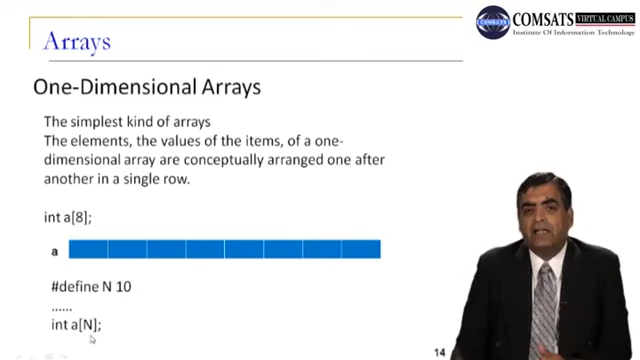 COMSATS VIRTUAL CAMPUS
Institute Of Information Technology
COMSATS
Arrays
One-Dimensional Arrays
The simplest kind of arrays
The elements, the values of the items, of a one-
dimensional array are conceptually arranged one after
another in a single row.
int a[8];
a
#define N 10
......
int a[N];
14